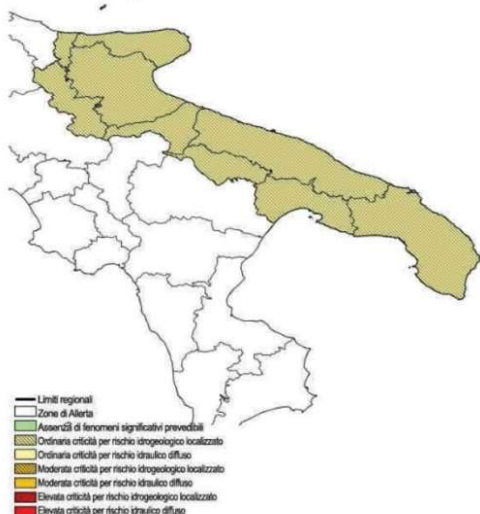 Limiti regionali
Zone di Allerta
Assenza di fenomeni significativi prevedibili
Ordinaria criticità per rischio idrogeologico localizzato
Ordinaria criticità per rischio idraulico diffuso
Moderata criticità per rischio idrogeologico localizzato
Moderata criticità per rischio idraulico diffuso
Elevata criticità per rischio idrogeologico localizzato
Elevata criticità per rischio idraulico diffuso